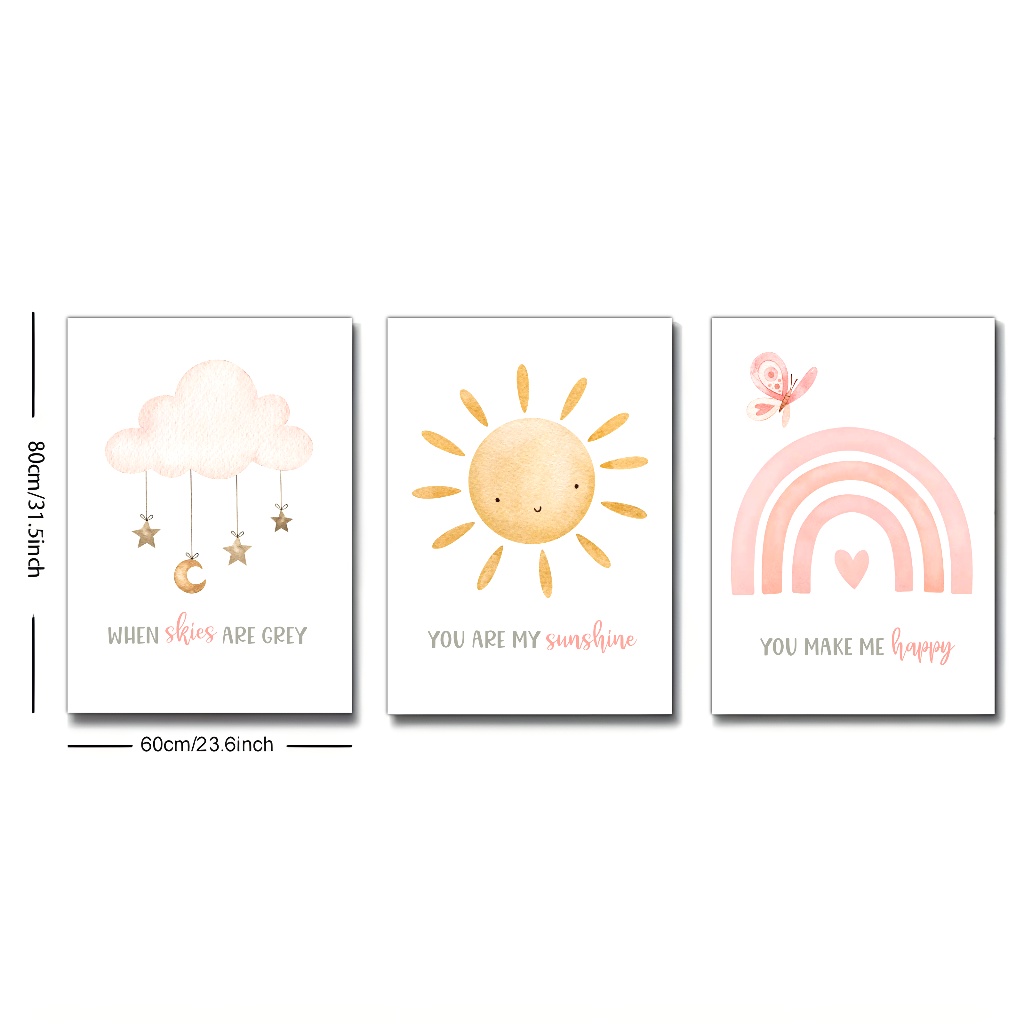 80cm/31.5inch
WHEN skies ARE GREY
YOU ARE MY sunshine
YOU MAKE ME happy
60cm/23.6inch